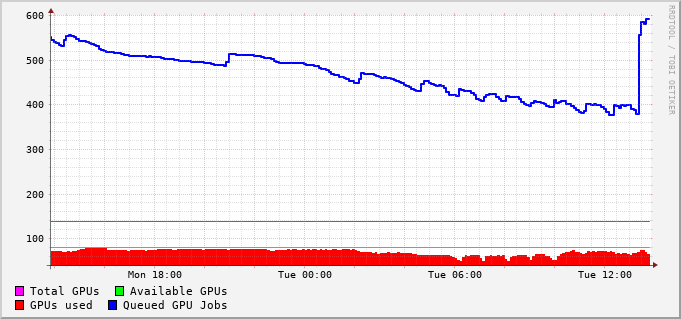 600
500
400
300
200
100
Mon 18:00 Tue 00:00 Tue 06:00 Tue 12:00
Total GPUs Available GPUs
GPUs used Queued GPU Jobs
RRDTOOL / TOBI OETIKER